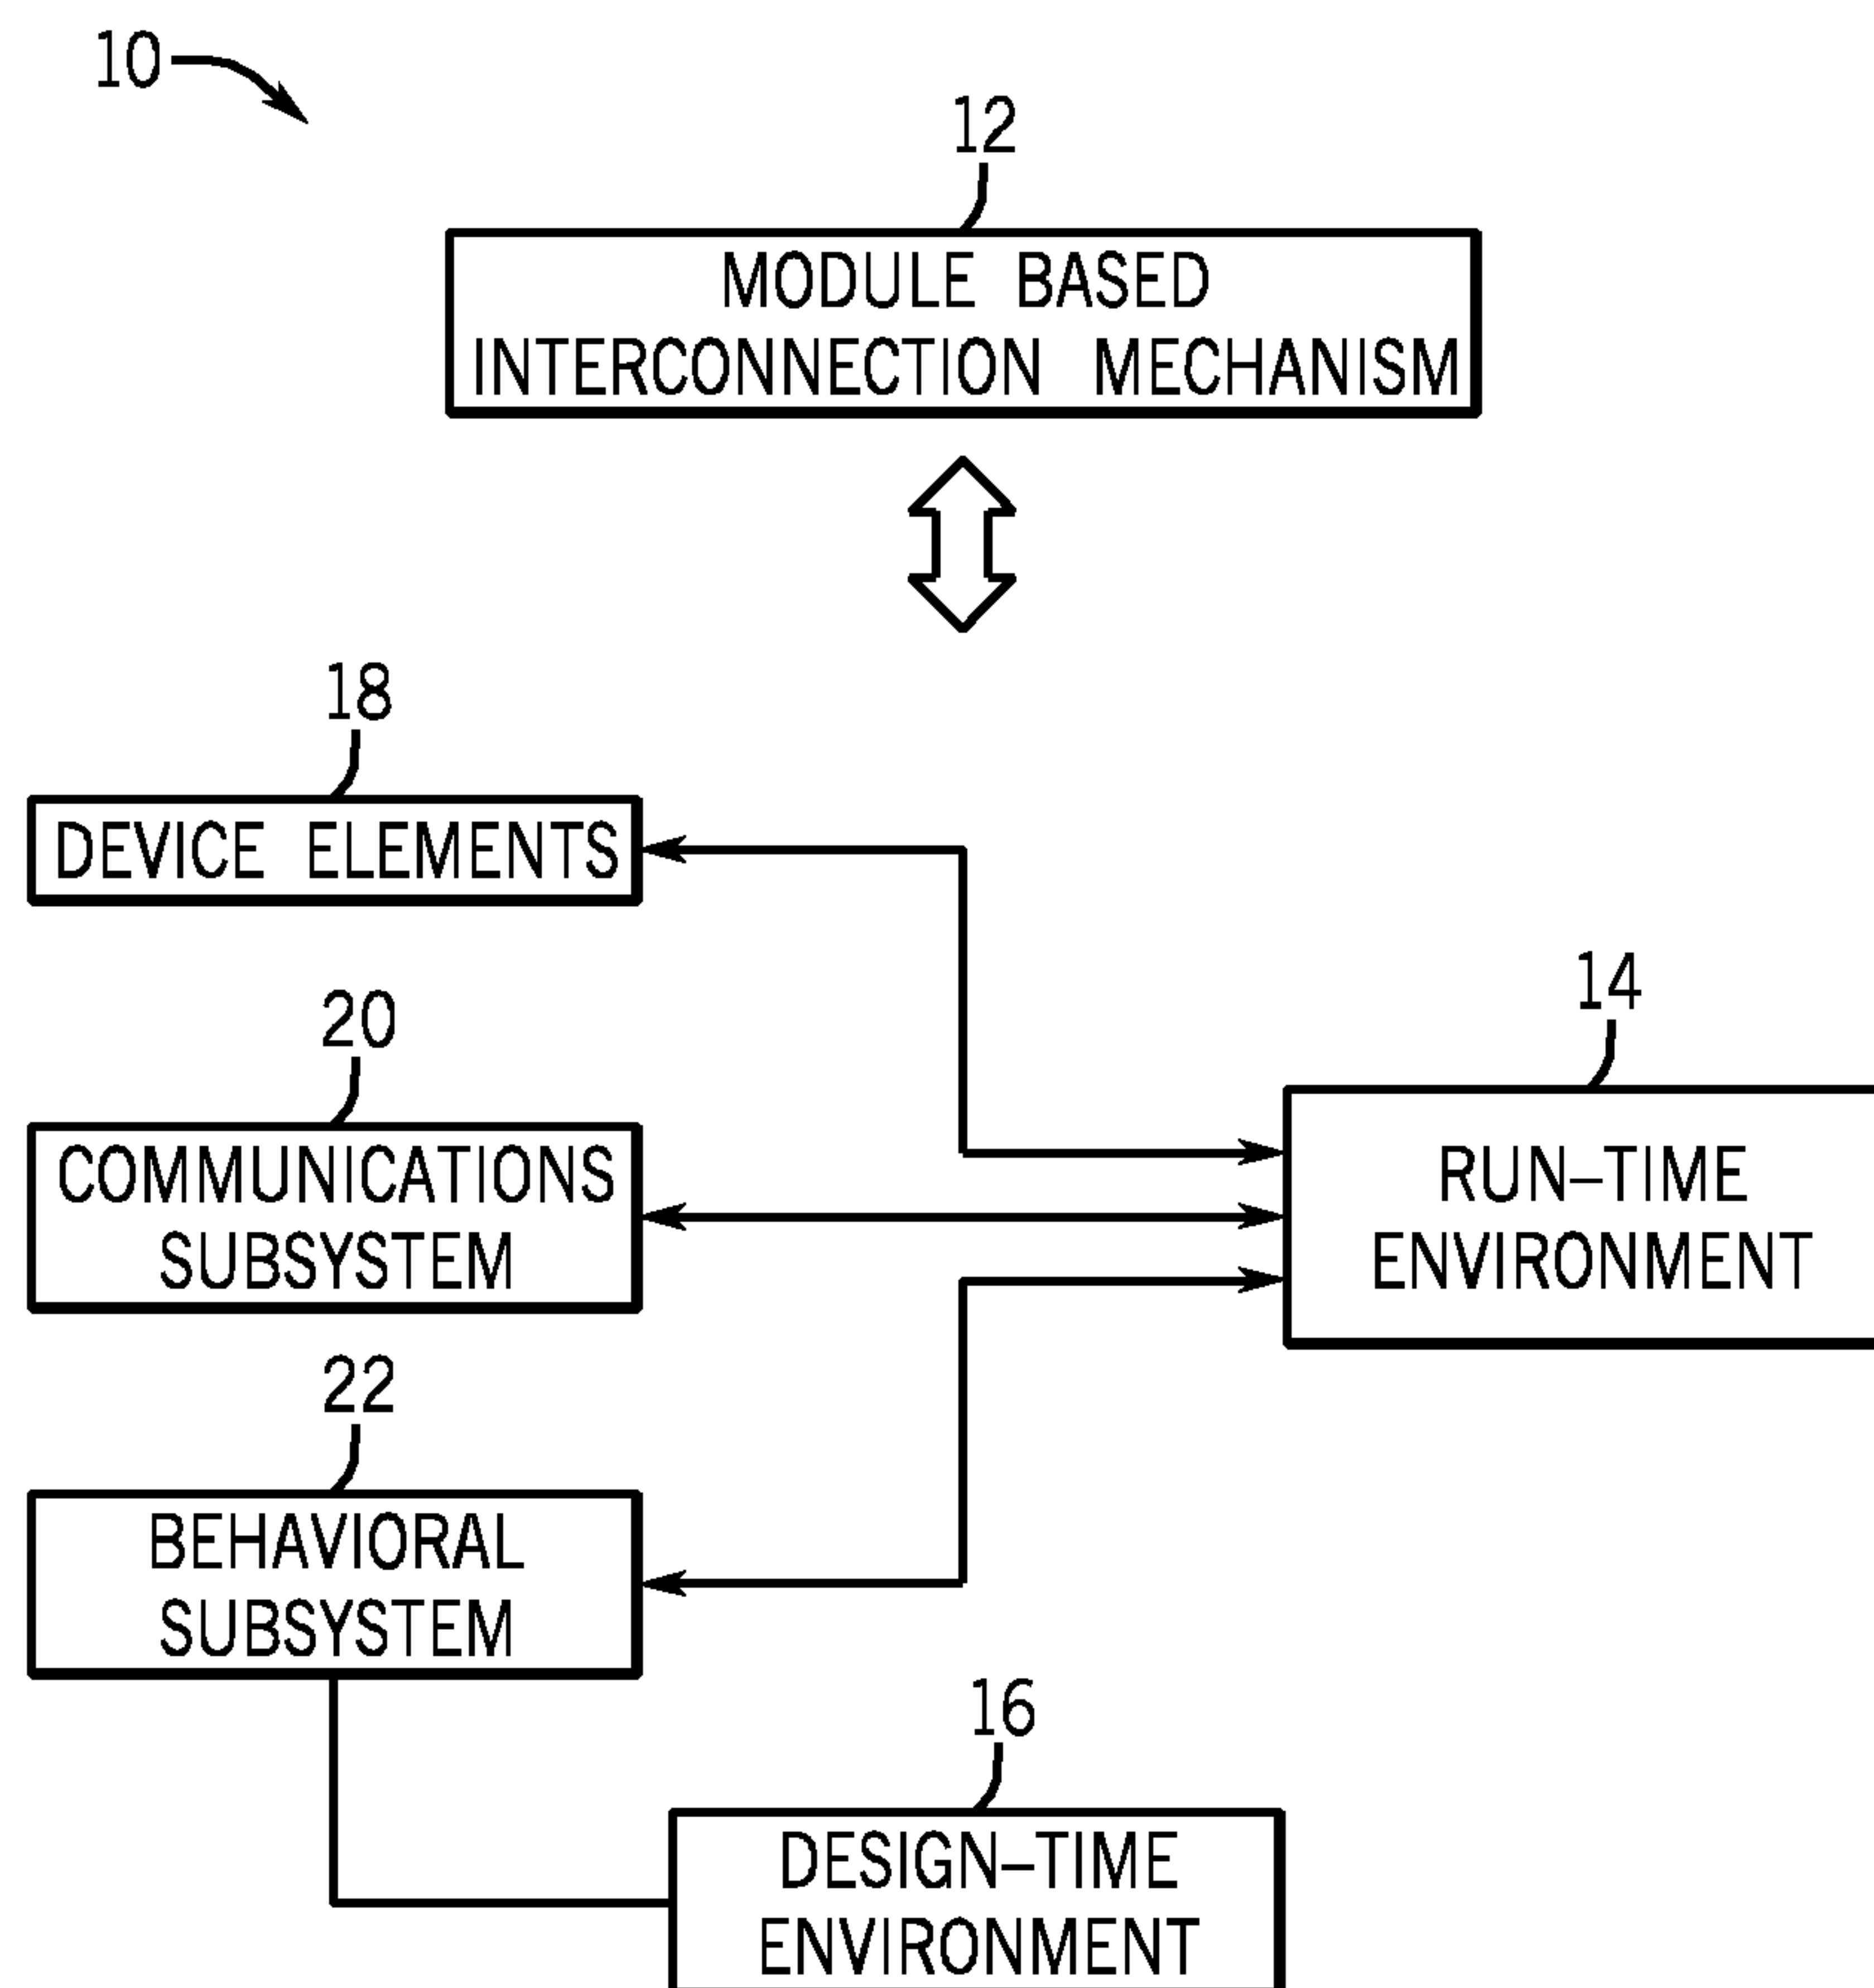 10
12
MODULE BASED
INTERCONNECTION MECHANISM
18
DEVICE ELEMENTS
20
COMMUNICATIONS
SUBSYSTEM
14
RUN-TIME
ENVIRONMENT
22
BEHAVIORAL
SUBSYSTEM
16
DESIGN-TIME
ENVIRONMENT